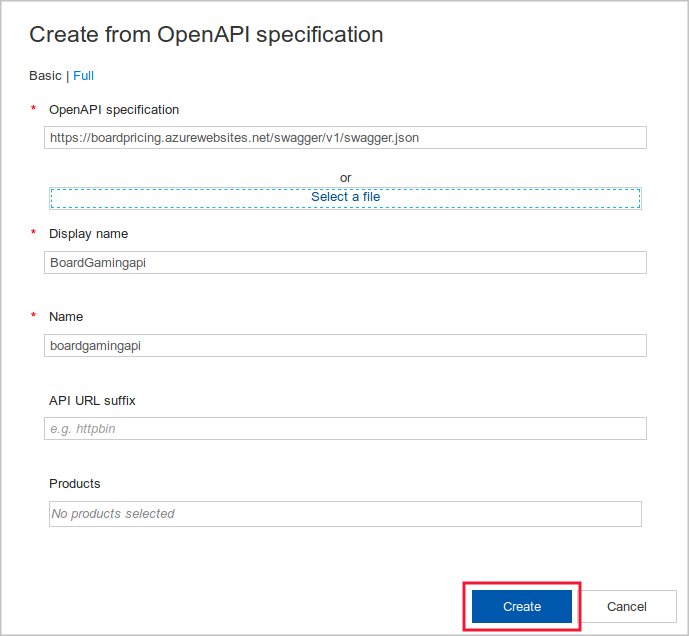 Create from OpenAPI specification
Basic | Full
* OpenAPI specification
https://boardpricing.azurewebsites.net/swagger/v1/swagger.json
or
Select a file
* Display name
BoardGamingapi
* Name
boardgamingapi
API URL suffix
e.g. httpbin
Products
No products selected
Create Cancel